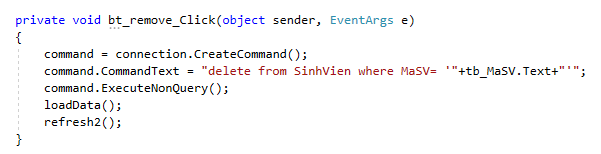 private void bt_remove_Click(object sender, EventArgs e)
{
command = connection.CreateCommand();
command.CommandText = "delete from SinhVien where MaSV= '"+tb_MaSV.Text+"'";
command.ExecuteNonQuery();
loadData();
refresh2();
}